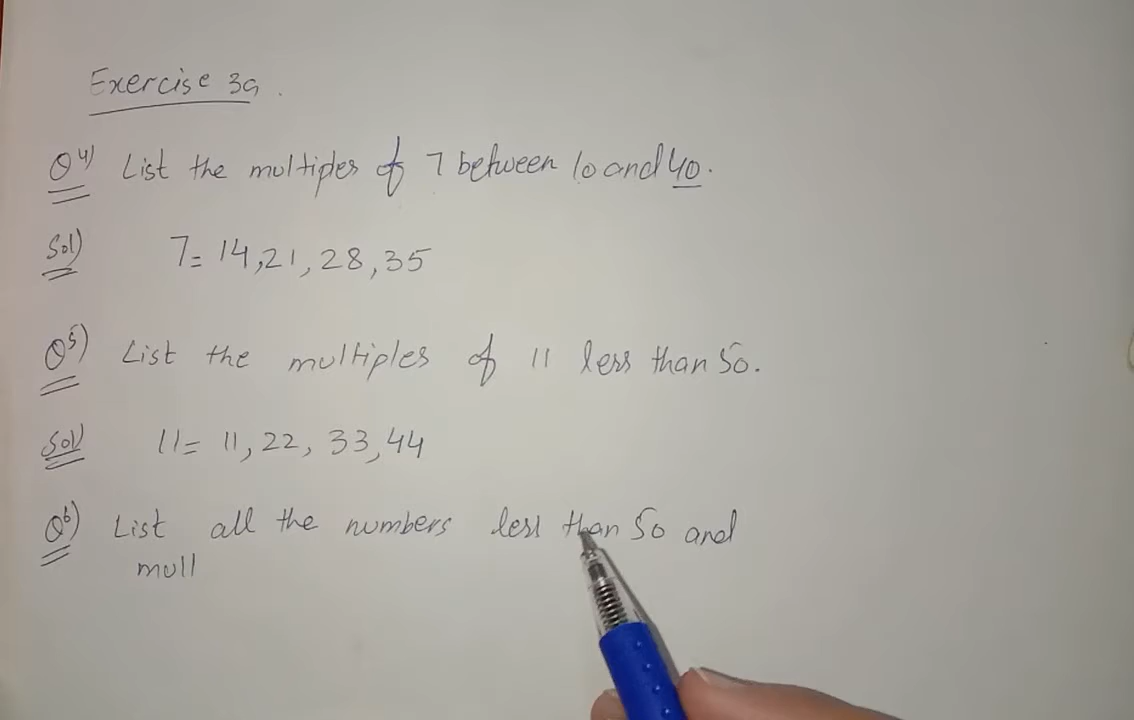 Exercise 3a.
Q4) List the multiples of 7 between 10 and 40.
Sol) 7= 14,21,28,35
Q5) List the multiples of 11 less than 50.
Sol) 11= 11,22,33,44
Q6) List all the numbers less than 50 and
mull